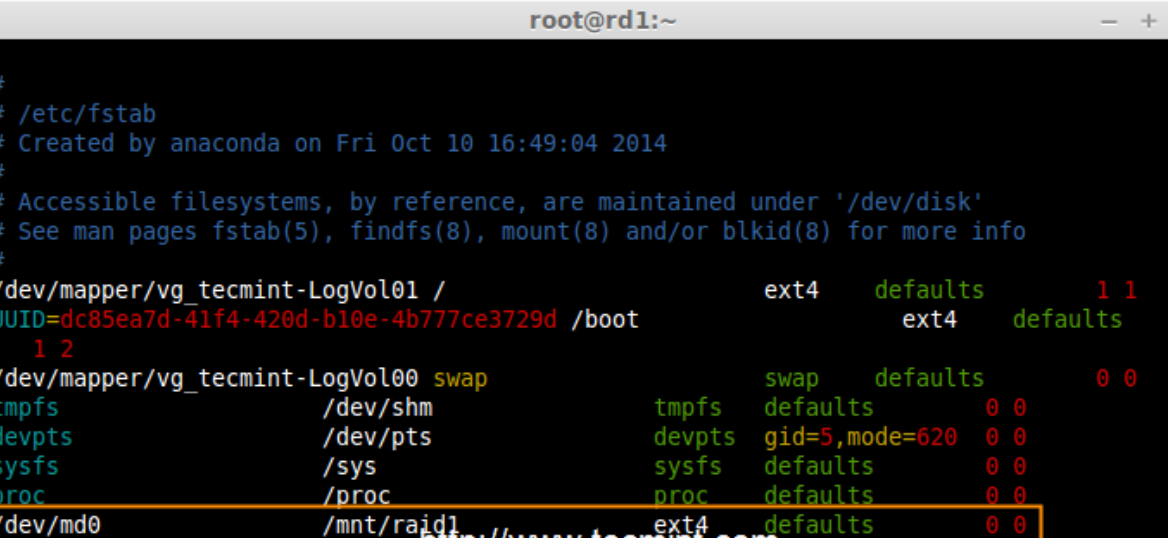 root@rd1:~
#
# /etc/fstab
# Created by anaconda on Fri Oct 10 16:49:04 2014
#
# Accessible filesystems, by reference, are maintained under '/dev/disk'
# See man pages fstab(5), findfs(8), mount(8) and/or blkid(8) for more info
#
/dev/mapper/vg_tecmint-LogVol01 / ext4 defaults 1 1
UUID=dc85ea7d-41f4-420d-b10e-4b777ce3729d /boot ext4 defaults
1 2
/dev/mapper/vg_tecmint-LogVol00 swap swap defaults 0 0
tmpfs /dev/shm tmpfs defaults 0 0
devpts /dev/pts devpts gid=5,mode=620 0 0
sysfs /sys sysfs defaults 0 0
proc /proc proc defaults 0 0
/dev/md0 /mnt/raid1 ext4 defaults 0 0
http://www.tecmint.com